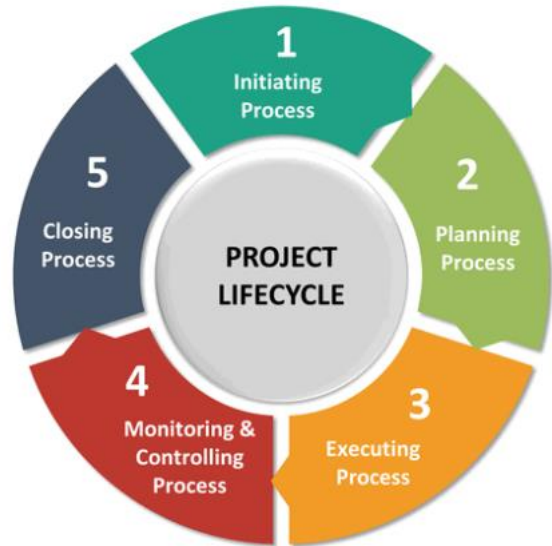 1
Initiating
Process
2
Planning
Process
3
Executing
Process
4
Monitoring &
Controlling
Process
5
Closing
Process
PROJECT
LIFECYCLE